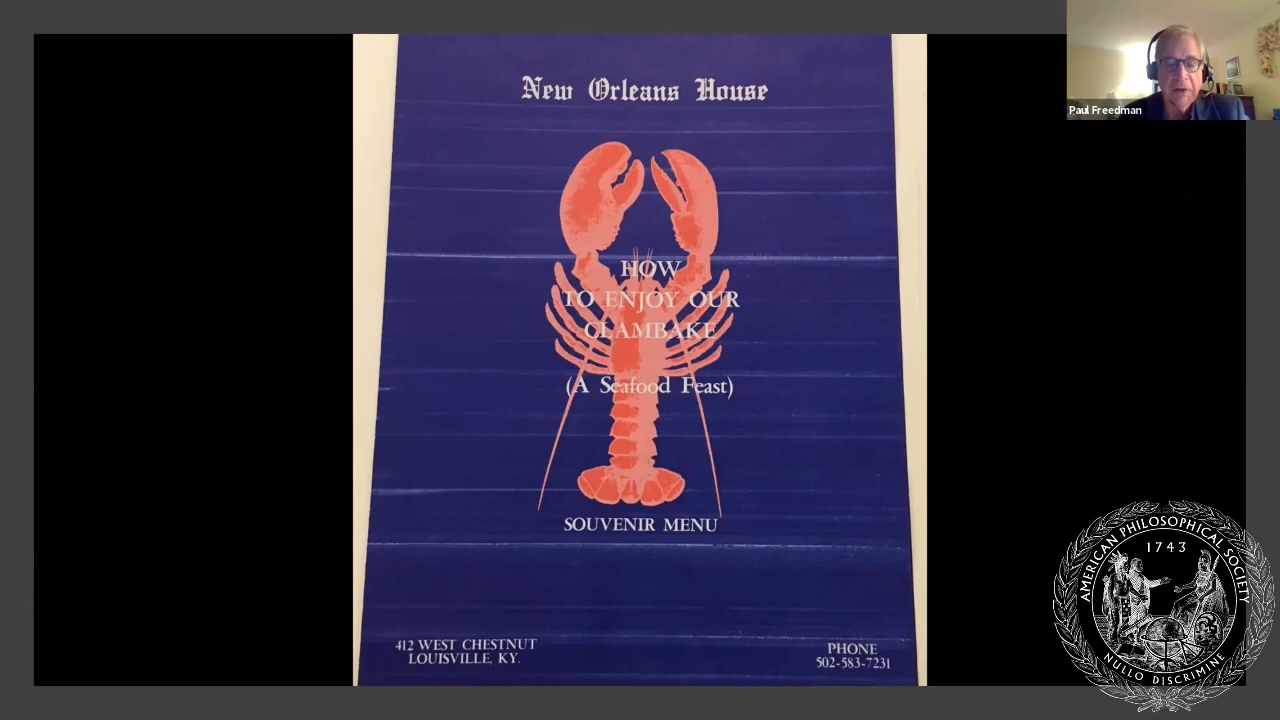 New Orleans House
HOW
TO ENJOY OUR
CLAMBAKE
(A Seafood Feast)
SOUVENIR MENU
412 WEST CHESTNUT
LOUISVILLE, KY.
PHONE
502-583-7231
Paul Freedman
AMERICAN PHILOSOPHICAL SOCIETY
1743
NULLO DISCRIMINE